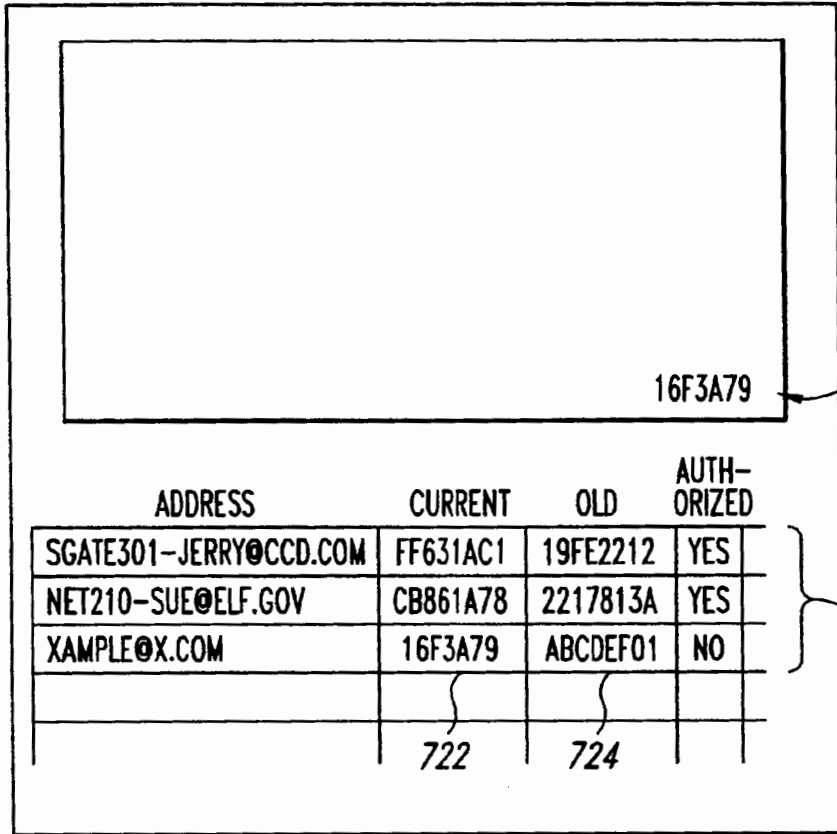 16F3A79
ADDRESS CURRENT OLD AUTH-
ORIZED
SGATE301-JERRY@CCD.COM FF631AC1 19FE2212 YES
NET210-SUE@ELF.GOV CB861A78 2217813A YES
XAMPLE@X.COM 16F3A79 ABCDEF01 NO
722 724